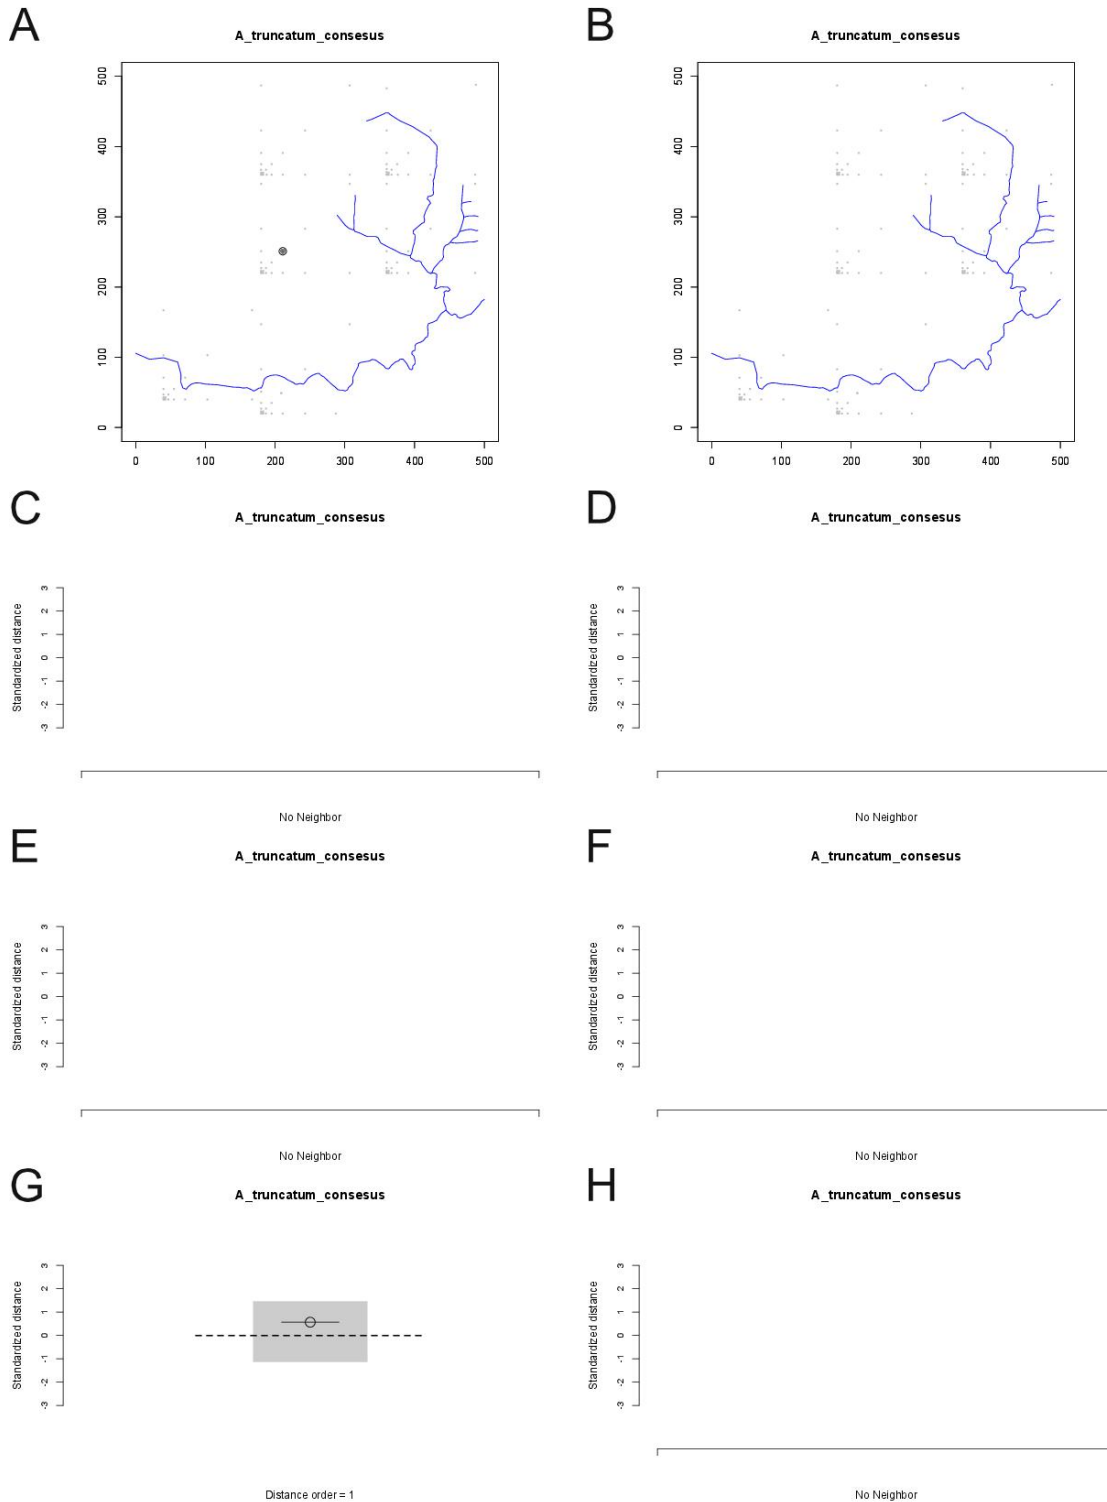 A
A_truncatum_consesus
500
400
300
200
100
0
0 100 200 300 400 500
B
A_truncatum_consesus
500
400
300
200
100
0
0 100 200 300 400 500
C
A_truncatum_consesus
Standardized distance
3
2
1
0
-1
-2
-3
No Neighbor
D
A_truncatum_consesus
Standardized distance
3
2
1
0
-1
-2
-3
No Neighbor
E
A_truncatum_consesus
Standardized distance
3
2
1
0
-1
-2
-3
No Neighbor
F
A_truncatum_consesus
Standardized distance
3
2
1
0
-1
-2
-3
No Neighbor
G
A_truncatum_consesus
Standardized distance
3
2
1
0
-1
-2
-3
Distance order = 1
H
A_truncatum_consesus
Standardized distance
3
2
1
0
-1
-2
-3
No Neighbor